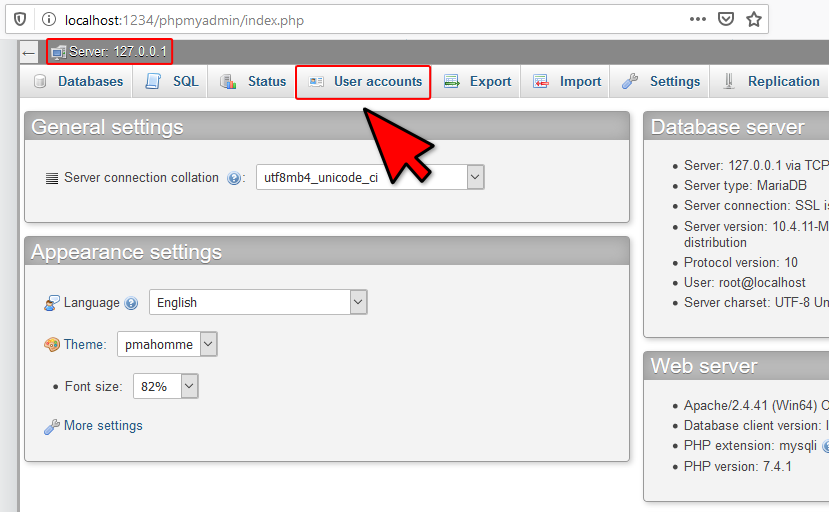 localhost:1234/phpmyadmin/index.php
Server: 127.0.0.1
Databases SQL Status User accounts Export Import Settings Replication
General settings
Server connection collation : utf8mb4_unicode_ci
Appearance settings
Language English
Theme: pmahomme
Font size: 82%
More settings
Database server
Server: 127.0.0.1 via TCP
Server type: MariaDB
Server connection: SSL is
Server version: 10.4.11-M
distribution
Protocol version: 10
User: root@localhost
Server charset: UTF-8 Un
Web server
Apache/2.4.41 (Win64) O
Database client version: l
PHP extension: mysqli
PHP version: 7.4.1